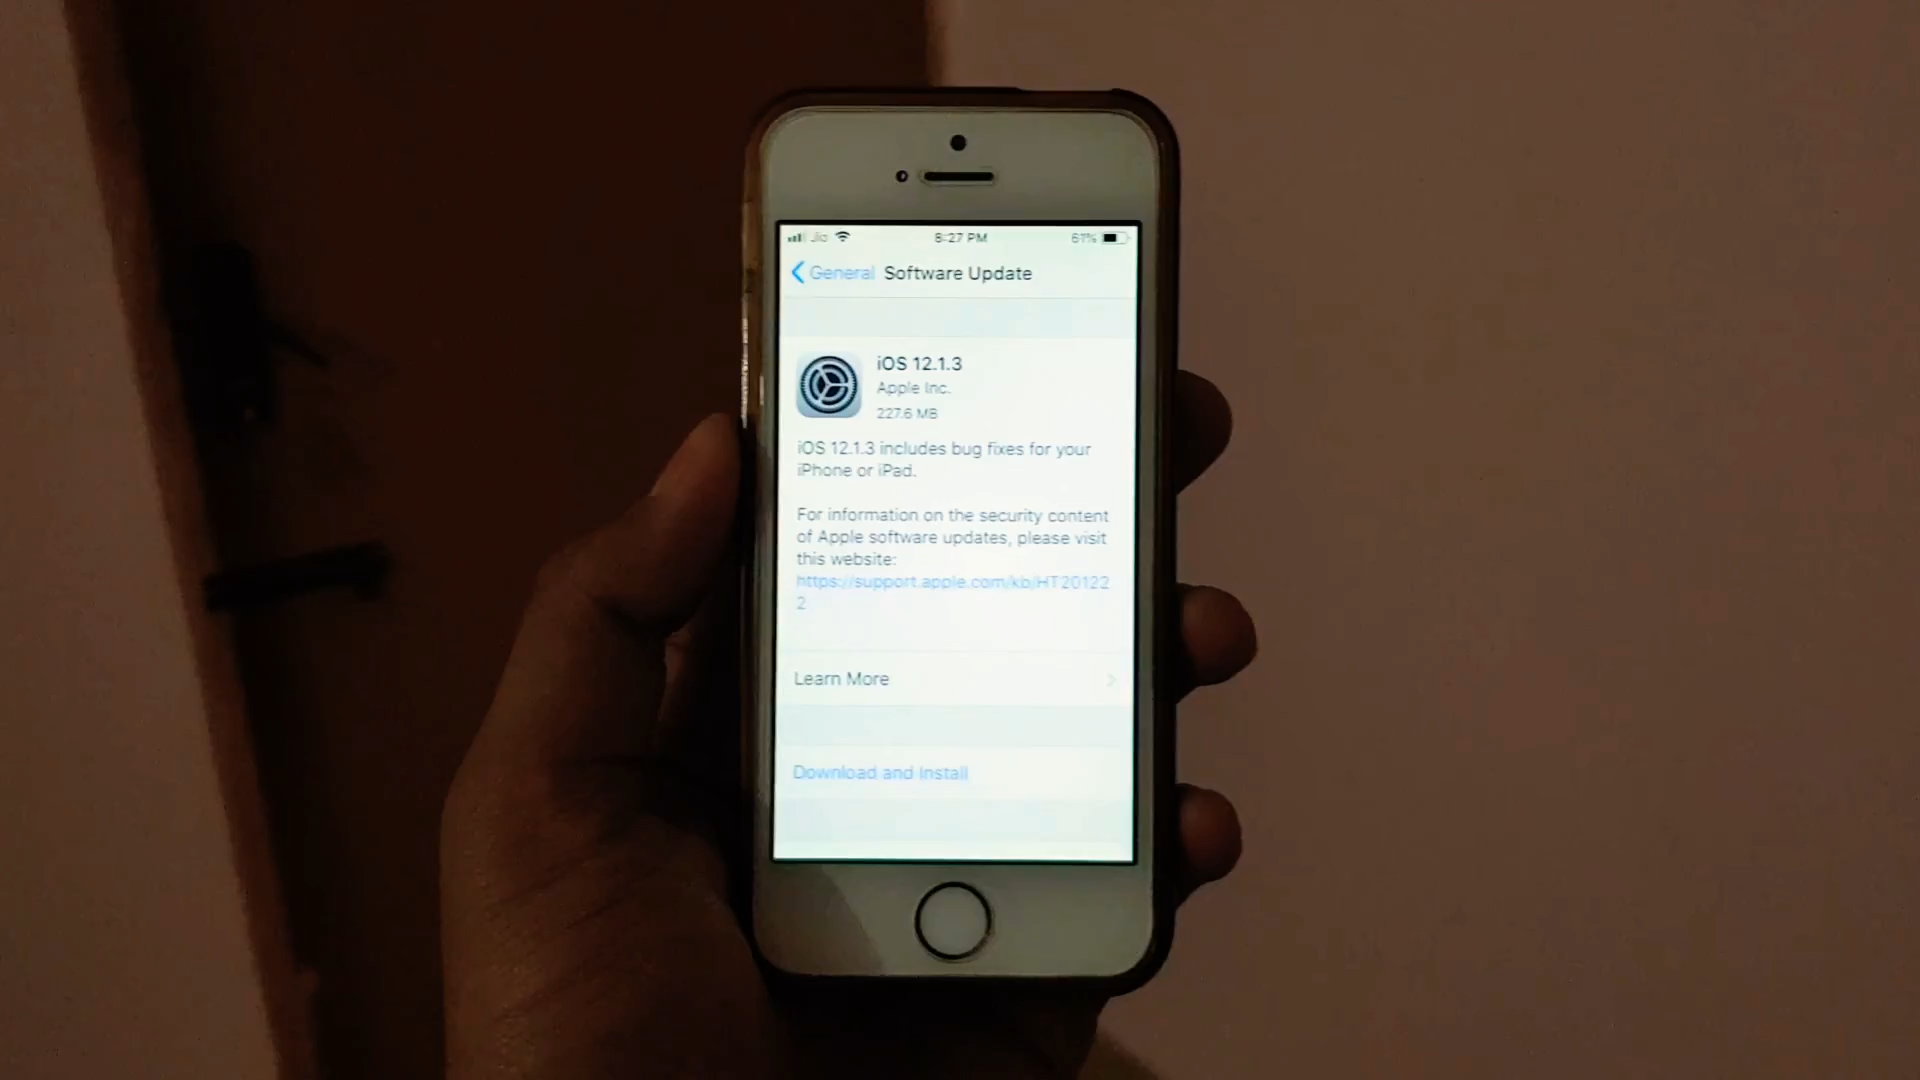 Jio 8:27 PM 61%
General Software Update
iOS 12.1.3
Apple Inc.
227.6 MB
iOS 12.1.3 includes bug fixes for your
iPhone or iPad.
For information on the security content
of Apple software updates, please visit
this website:
https://support.apple.com/kb/HT20122
2
Learn More
Download and Install